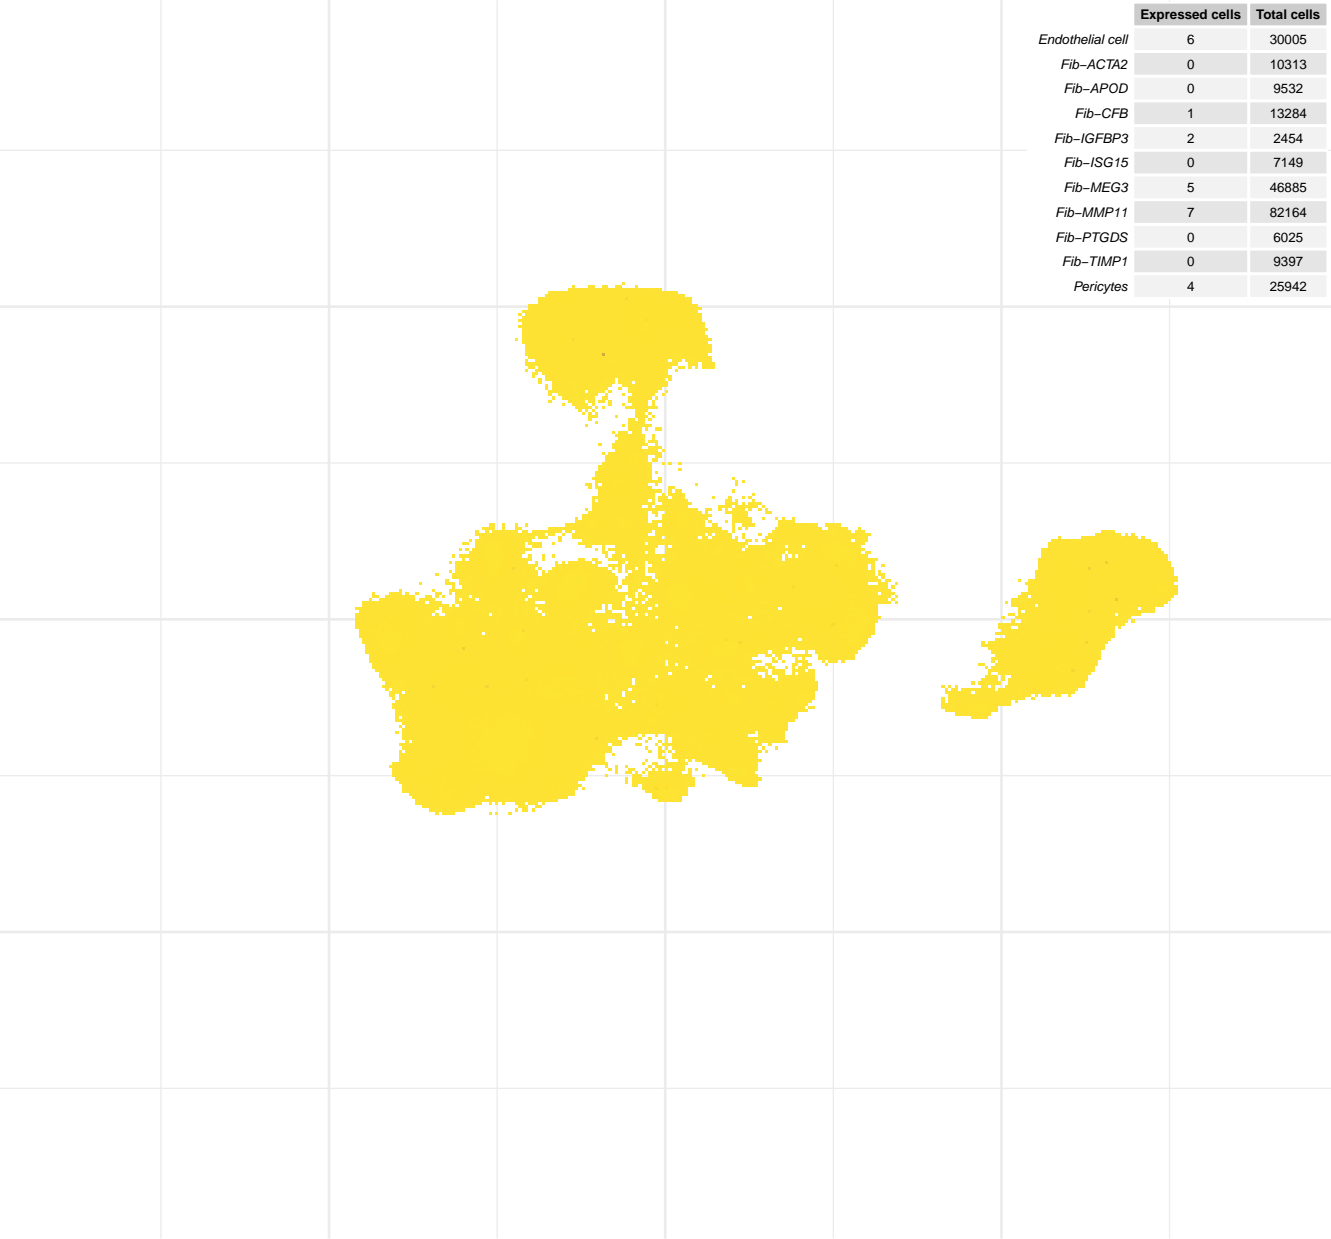 Expressed cells Total cells
Endothelial cell 6 30005
Fib−ACTA2 0 10313
Fib−APOD 0 9532
Fib−CFB 1 13284
Fib−IGFBP3 2 2454
Fib−ISG15 0 7149
Fib−MEG3 5 46885
Fib−MMP11 7 82164
Fib−PTGDS 0 6025
Fib−TIMP1 0 9397
Pericytes 4 25942